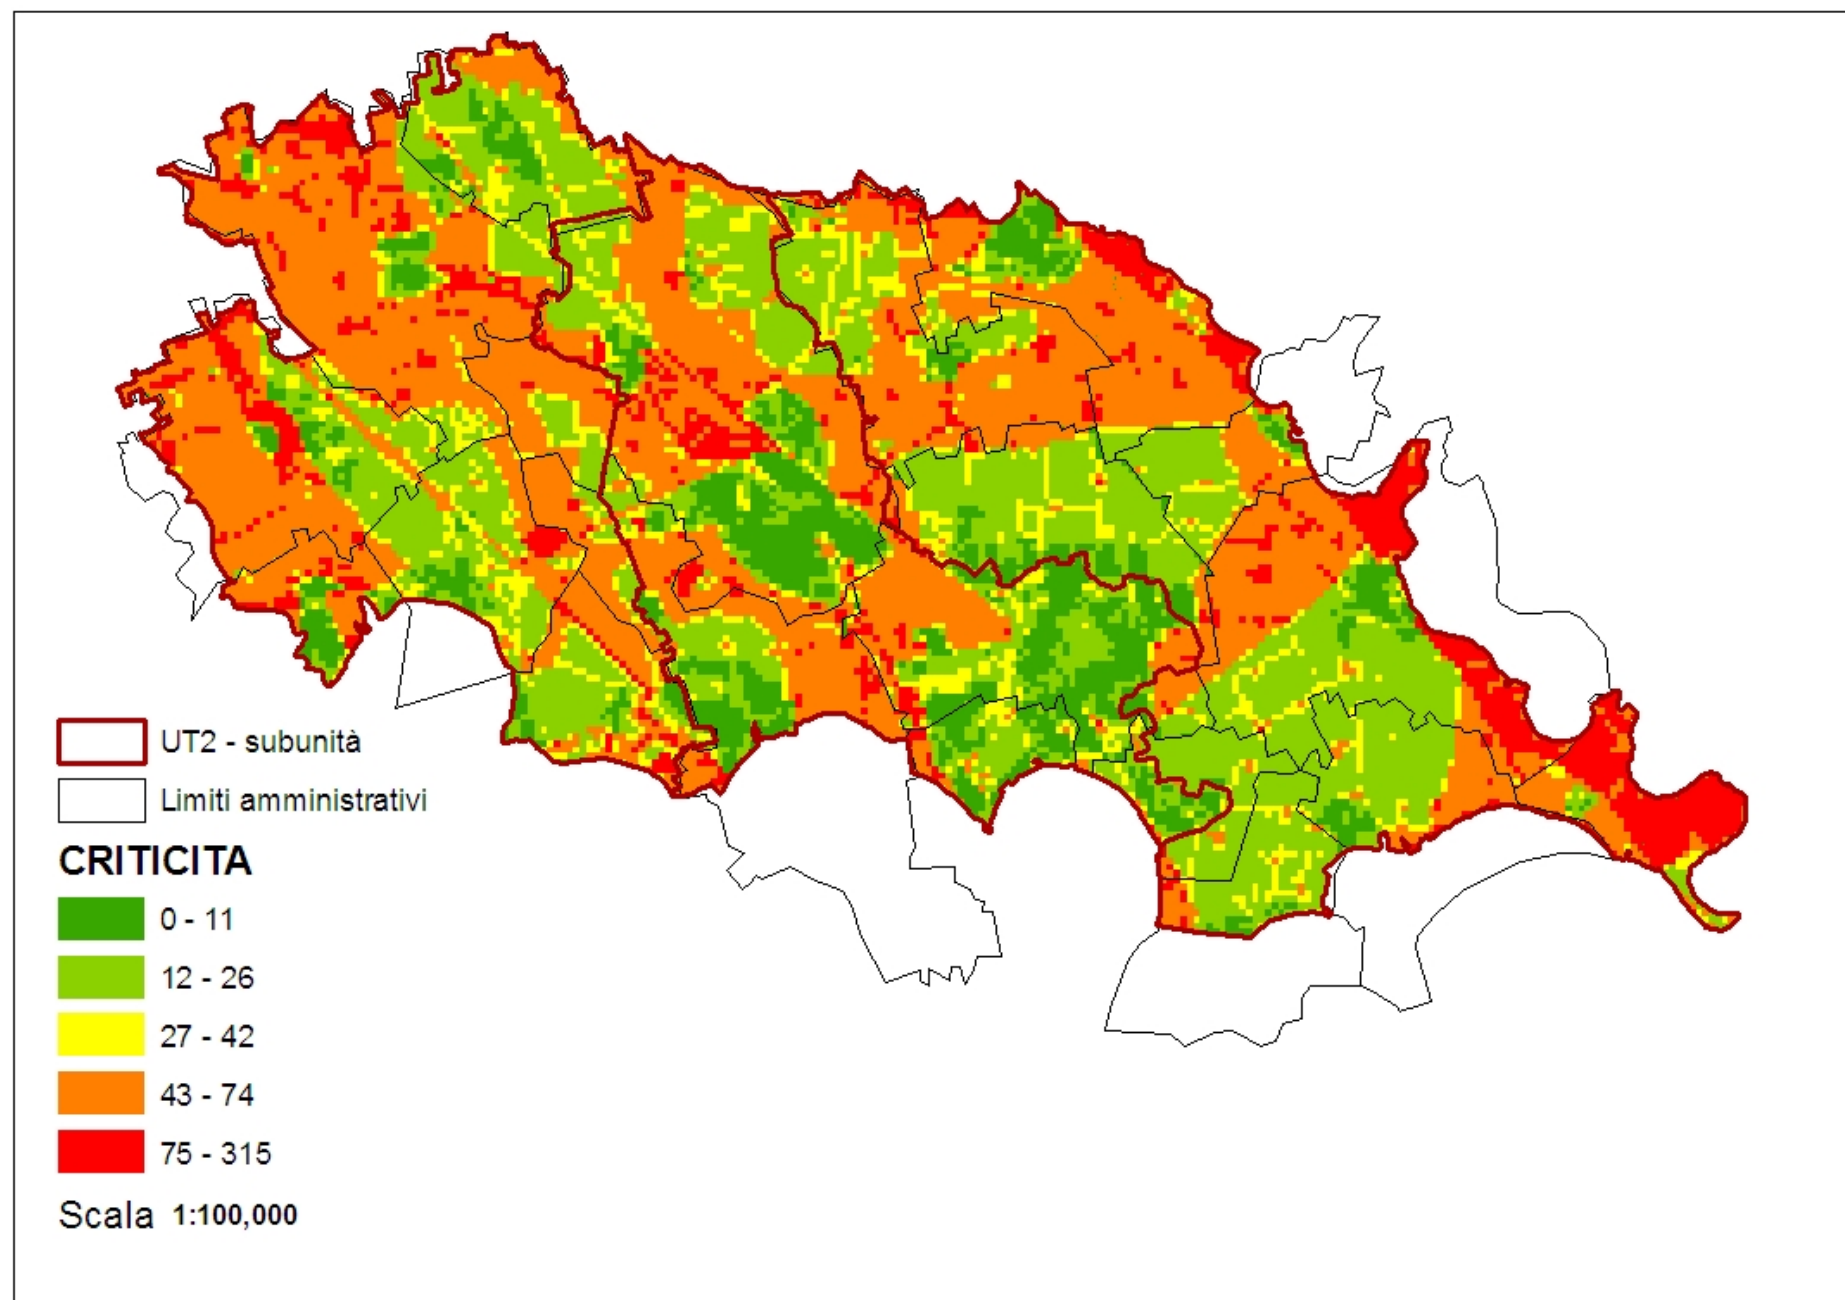 UT2 - subunità
Limiti amministrativi
CRITICITA
0 - 11
12 - 26
27 - 42
43 - 74
75 - 315
Scala 1:100,000